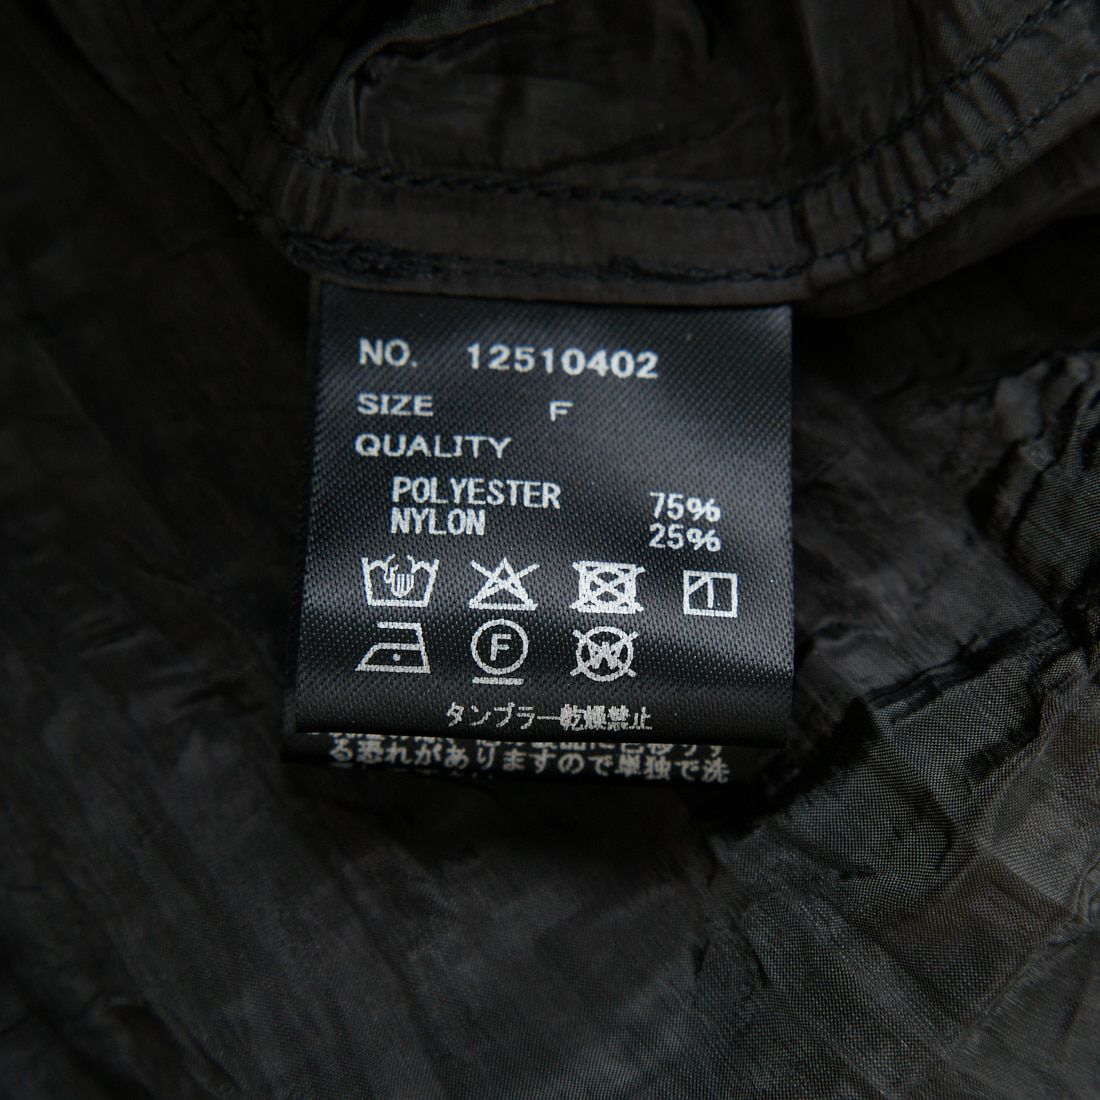 NO. 12510402
SIZE F
QUALITY
POLYESTER 75%
NYLON 25%
F
W
タンブラー乾燥禁止
る恐れがありますので単独で洗